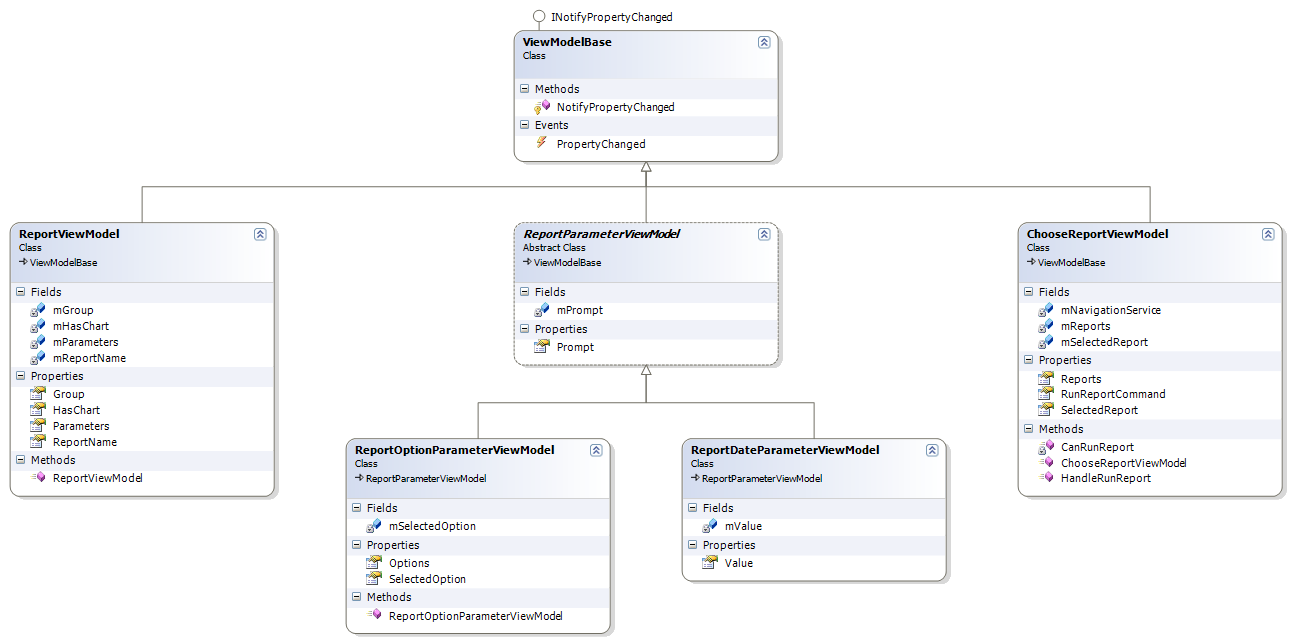 INotifyPropertyChanged
ViewModelBase
Class
Methods
NotifyPropertyChanged
Events
PropertyChanged
ReportViewModel
Class
ViewModelBase
Fields
mGroup
mHasChart
mParameters
mReportName
Properties
Group
HasChart
Parameters
ReportName
Methods
ReportViewModel
ReportParameterViewModel
Abstract Class
ViewModelBase
Fields
mPrompt
Properties
Prompt
ChooseReportViewModel
Class
ViewModelBase
Fields
mNavigationService
mReports
mSelectedReport
Properties
Reports
RunReportCommand
SelectedReport
Methods
CanRunReport
ChooseReportViewModel
HandleRunReport
ReportOptionParameterViewModel
Class
ReportParameterViewModel
Fields
mSelectedOption
Properties
Options
SelectedOption
Methods
ReportOptionParameterViewModel
ReportDateParameterViewModel
Class
ReportParameterViewModel
Fields
mValue
Properties
Value